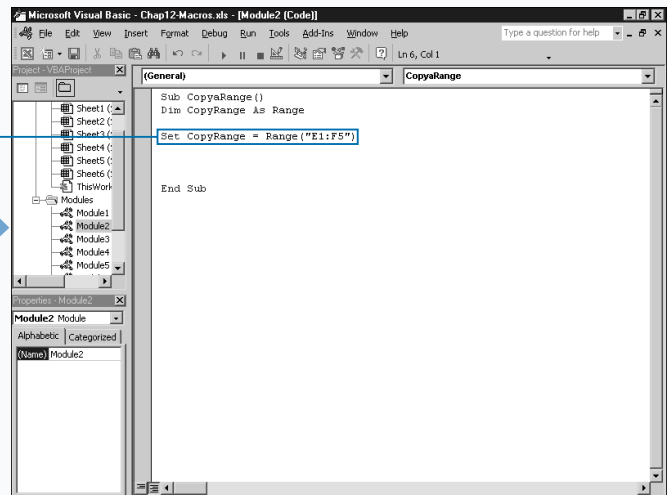 Microsoft Visual Basic - Chap12-Macros.xls - [Module2 (Code)]
File Edit View Insert Format Debug Run Tools Add-Ins Window Help
Type a question for help
Ln 6, Col 1
Project - VBAProject
(General)
CopyaRange
Sheet1 (
Sheet2 (
Sheet3 (
Sheet4 (
Sheet5 (
Sheet6 (
ThisWork
Modules
Module1
Module2
Module3
Module4
Module5
Sub CopyaRange()
Dim CopyRange As Range
Set CopyRange = Range("E1:F5")
End Sub
Properties - Module2
Module2 Module
Alphabetic Categorized
(Name) Module2